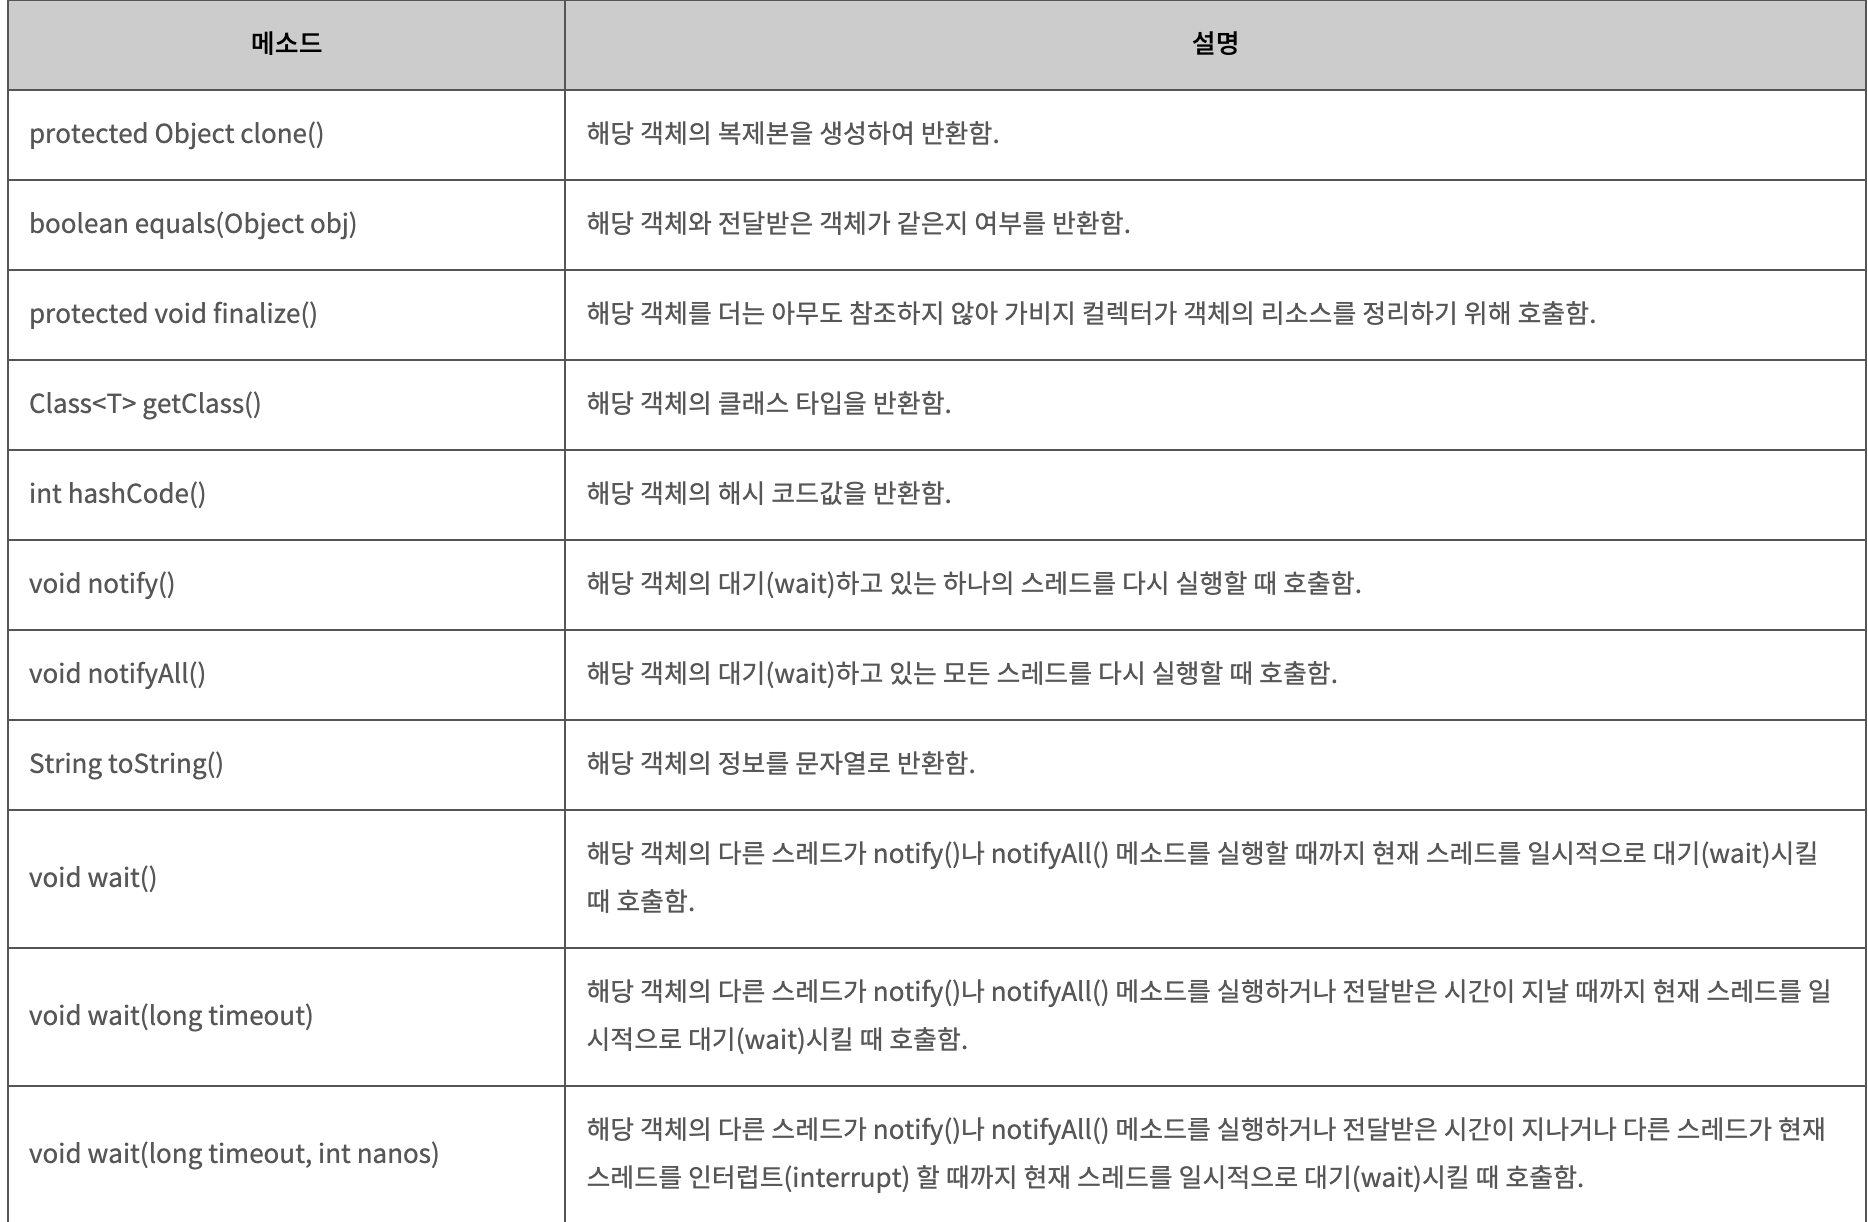 메소드
설명
protected Object clone()
해당 객체의 복제본을 생성하여 반환함.
boolean equals(Object obj)
해당 객체와 전달받은 객체가 같은지 여부를 반환함.
protected void finalize()
해당 객체를 더는 아무도 참조하지 않아 가비지 컬렉터가 객체의 리소스를 정리하기 위해 호출함.
Class<T> getClass()
해당 객체의 클래스 타입을 반환함.
int hashCode()
해당 객체의 해시 코드값을 반환함.
void notify()
해당 객체의 대기(wait)하고 있는 하나의 스레드를 다시 실행할 때 호출함.
void notifyAll()
해당 객체의 대기(wait)하고 있는 모든 스레드를 다시 실행할 때 호출함.
String toString()
해당 객체의 정보를 문자열로 반환함.
void wait()
해당 객체의 다른 스레드가 notify()나 notifyAll() 메소드를 실행할 때까지 현재 스레드를 일시적으로 대기(wait)시킬
때 호출함.
void wait(long timeout)
해당 객체의 다른 스레드가 notify()나 notifyAll() 메소드를 실행하거나 전달받은 시간이 지날 때까지 현재 스레드를 일
시적으로 대기(wait)시킬 때 호출함.
void wait(long timeout, int nanos)
해당 객체의 다른 스레드가 notify()나 notifyAll() 메소드를 실행하거나 전달받은 시간이 지나거나 다른 스레드가 현재
스레드를 인터럽트(interrupt) 할 때까지 현재 스레드를 일시적으로 대기(wait)시킬 때 호출함.